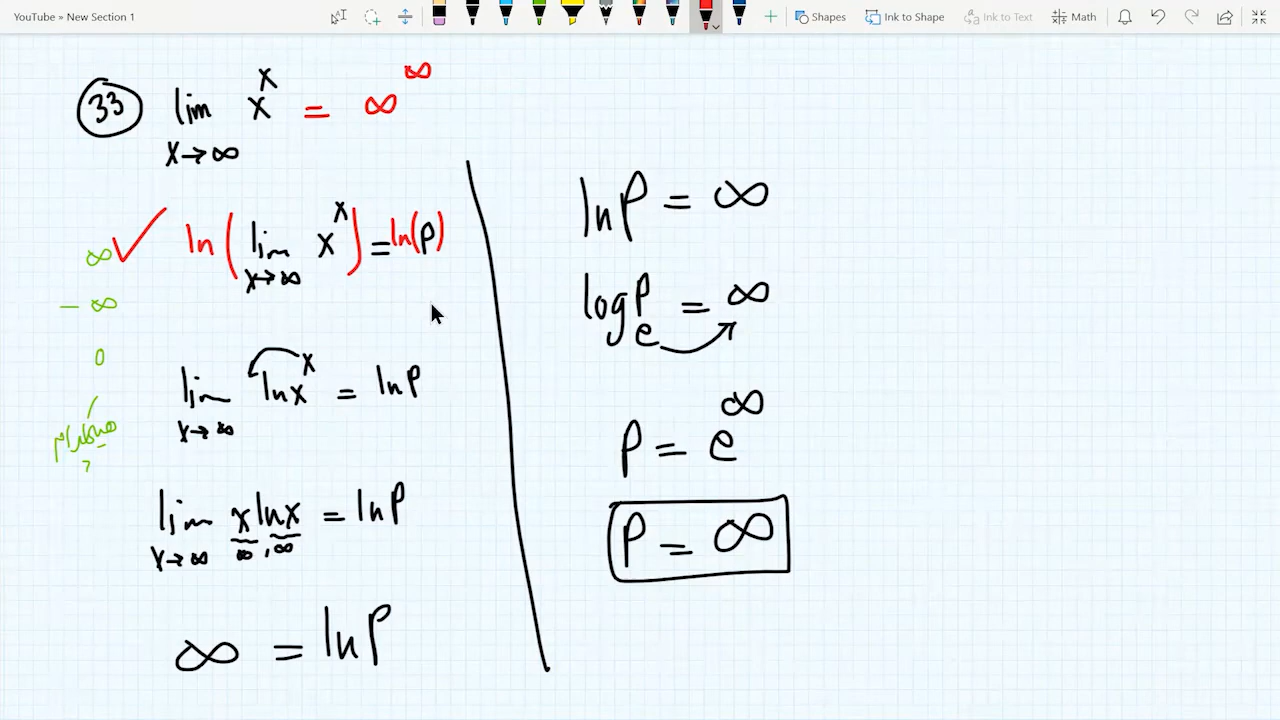 YouTube » New Section 1
Shapes
Ink to Shape
Ink to Text
Math
33 lim x→∞ x^x = ∞^∞
ln( lim x→∞ x^x ) = ln(P)
∞
− ∞
0
lim x→∞ ln x^x = ln P
lim x→∞ x ln x = ln P
∞ . ∞
∞ = ln P
ln P = ∞
log_e P = ∞
P = e^∞
P = ∞